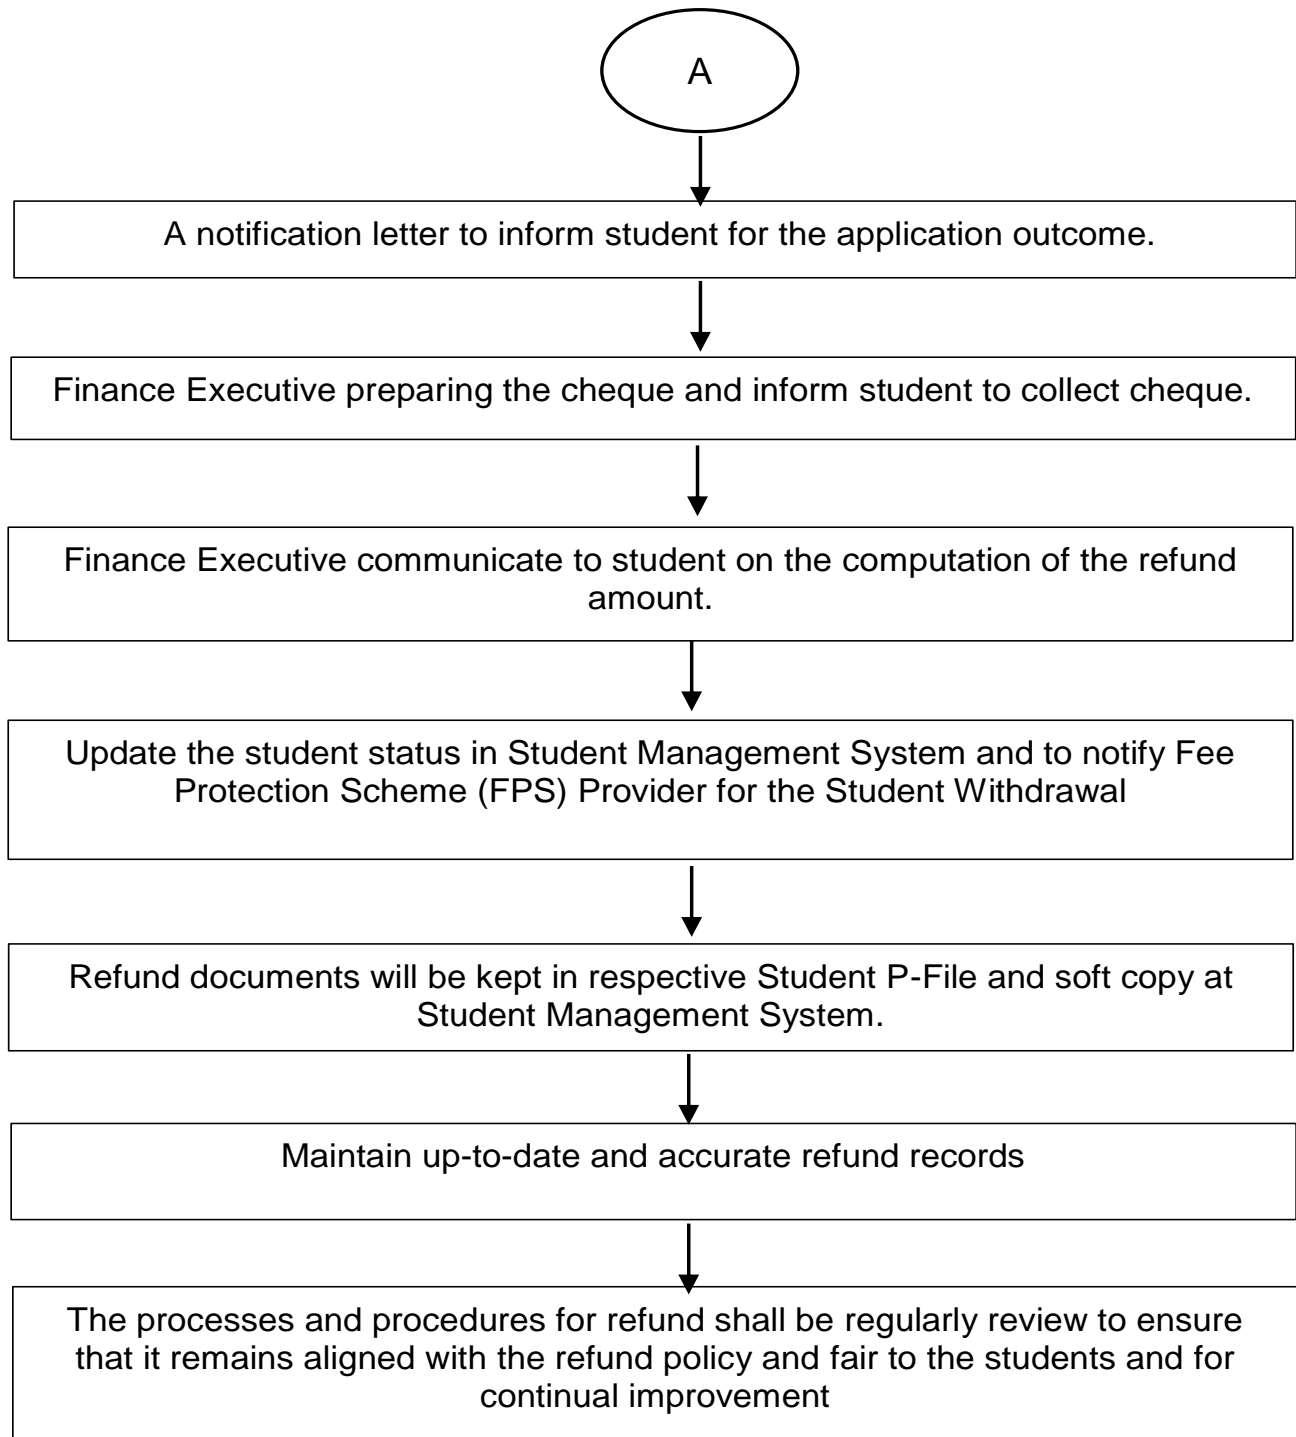 A
A notification letter to inform student for the application outcome.
Finance Executive preparing the cheque and inform student to collect cheque.
Finance Executive communicate to student on the computation of the refund
amount.
Update the student status in Student Management System and to notify Fee
Protection Scheme (FPS) Provider for the Student Withdrawal
Refund documents will be kept in respective Student P-File and soft copy at
Student Management System.
Maintain up-to-date and accurate refund records
The processes and procedures for refund shall be regularly review to ensure
that it remains aligned with the refund policy and fair to the students and for
continual improvement